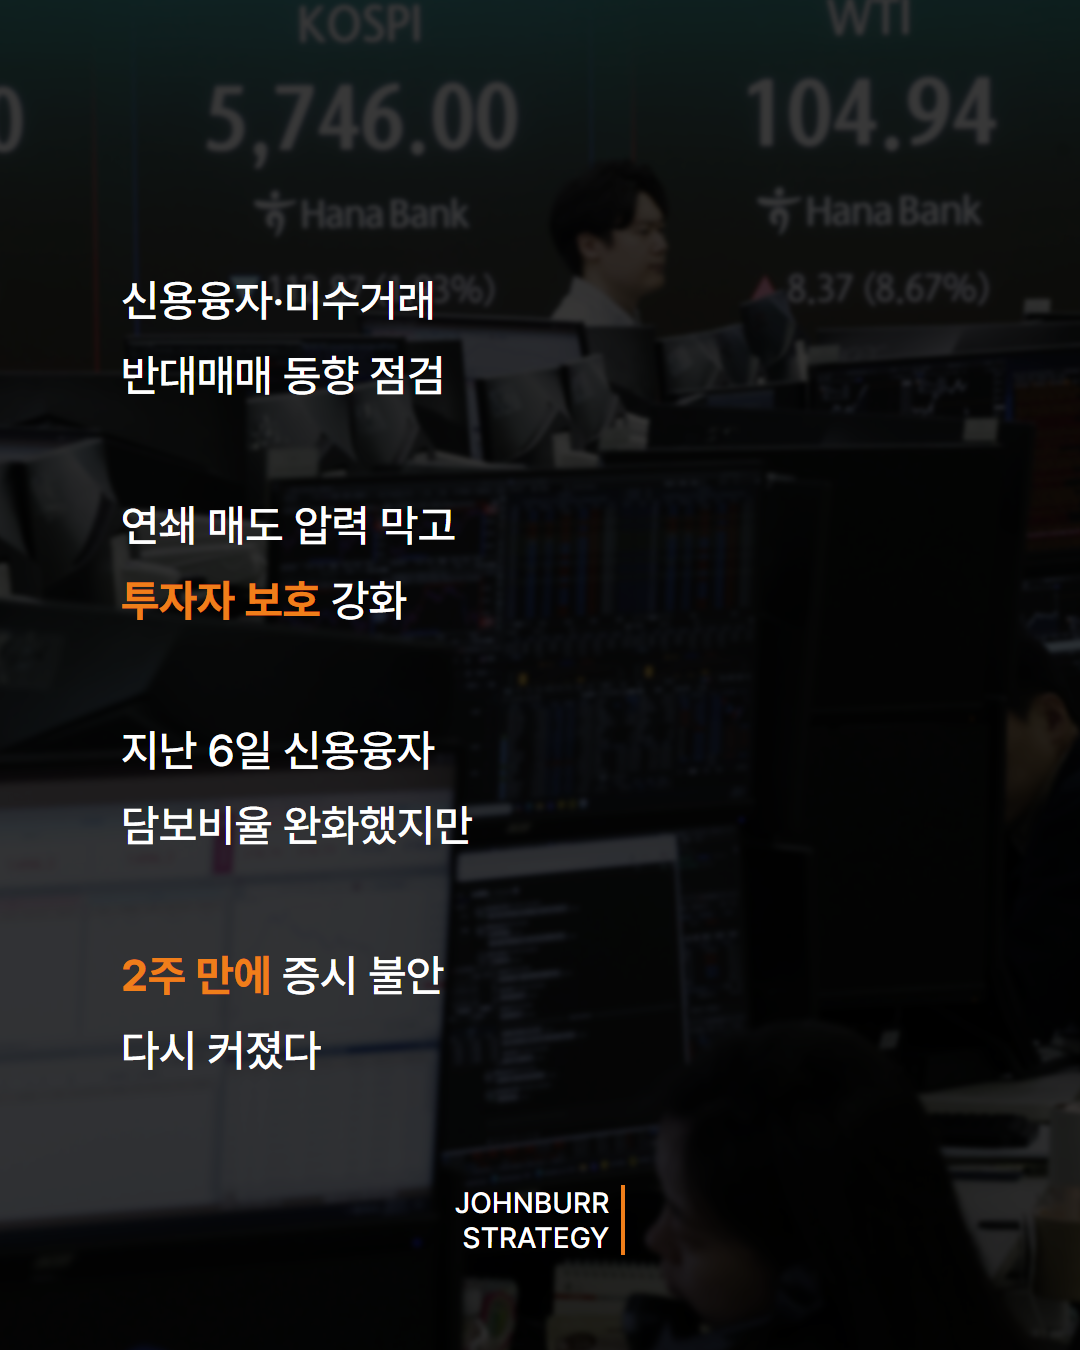 KOSPI
WTI
5,746.00
104.94
Hana Bank
Hana Bank
8.37 (8.67%)
신용융자·미수거래
반대매매 동향 점검
연쇄 매도 압력 막고
투자자 보호 강화
지난 6일 신용융자
담보비율 완화했지만
2주 만에 증시 불안
다시 커졌다
JOHNBURR
STRATEGY